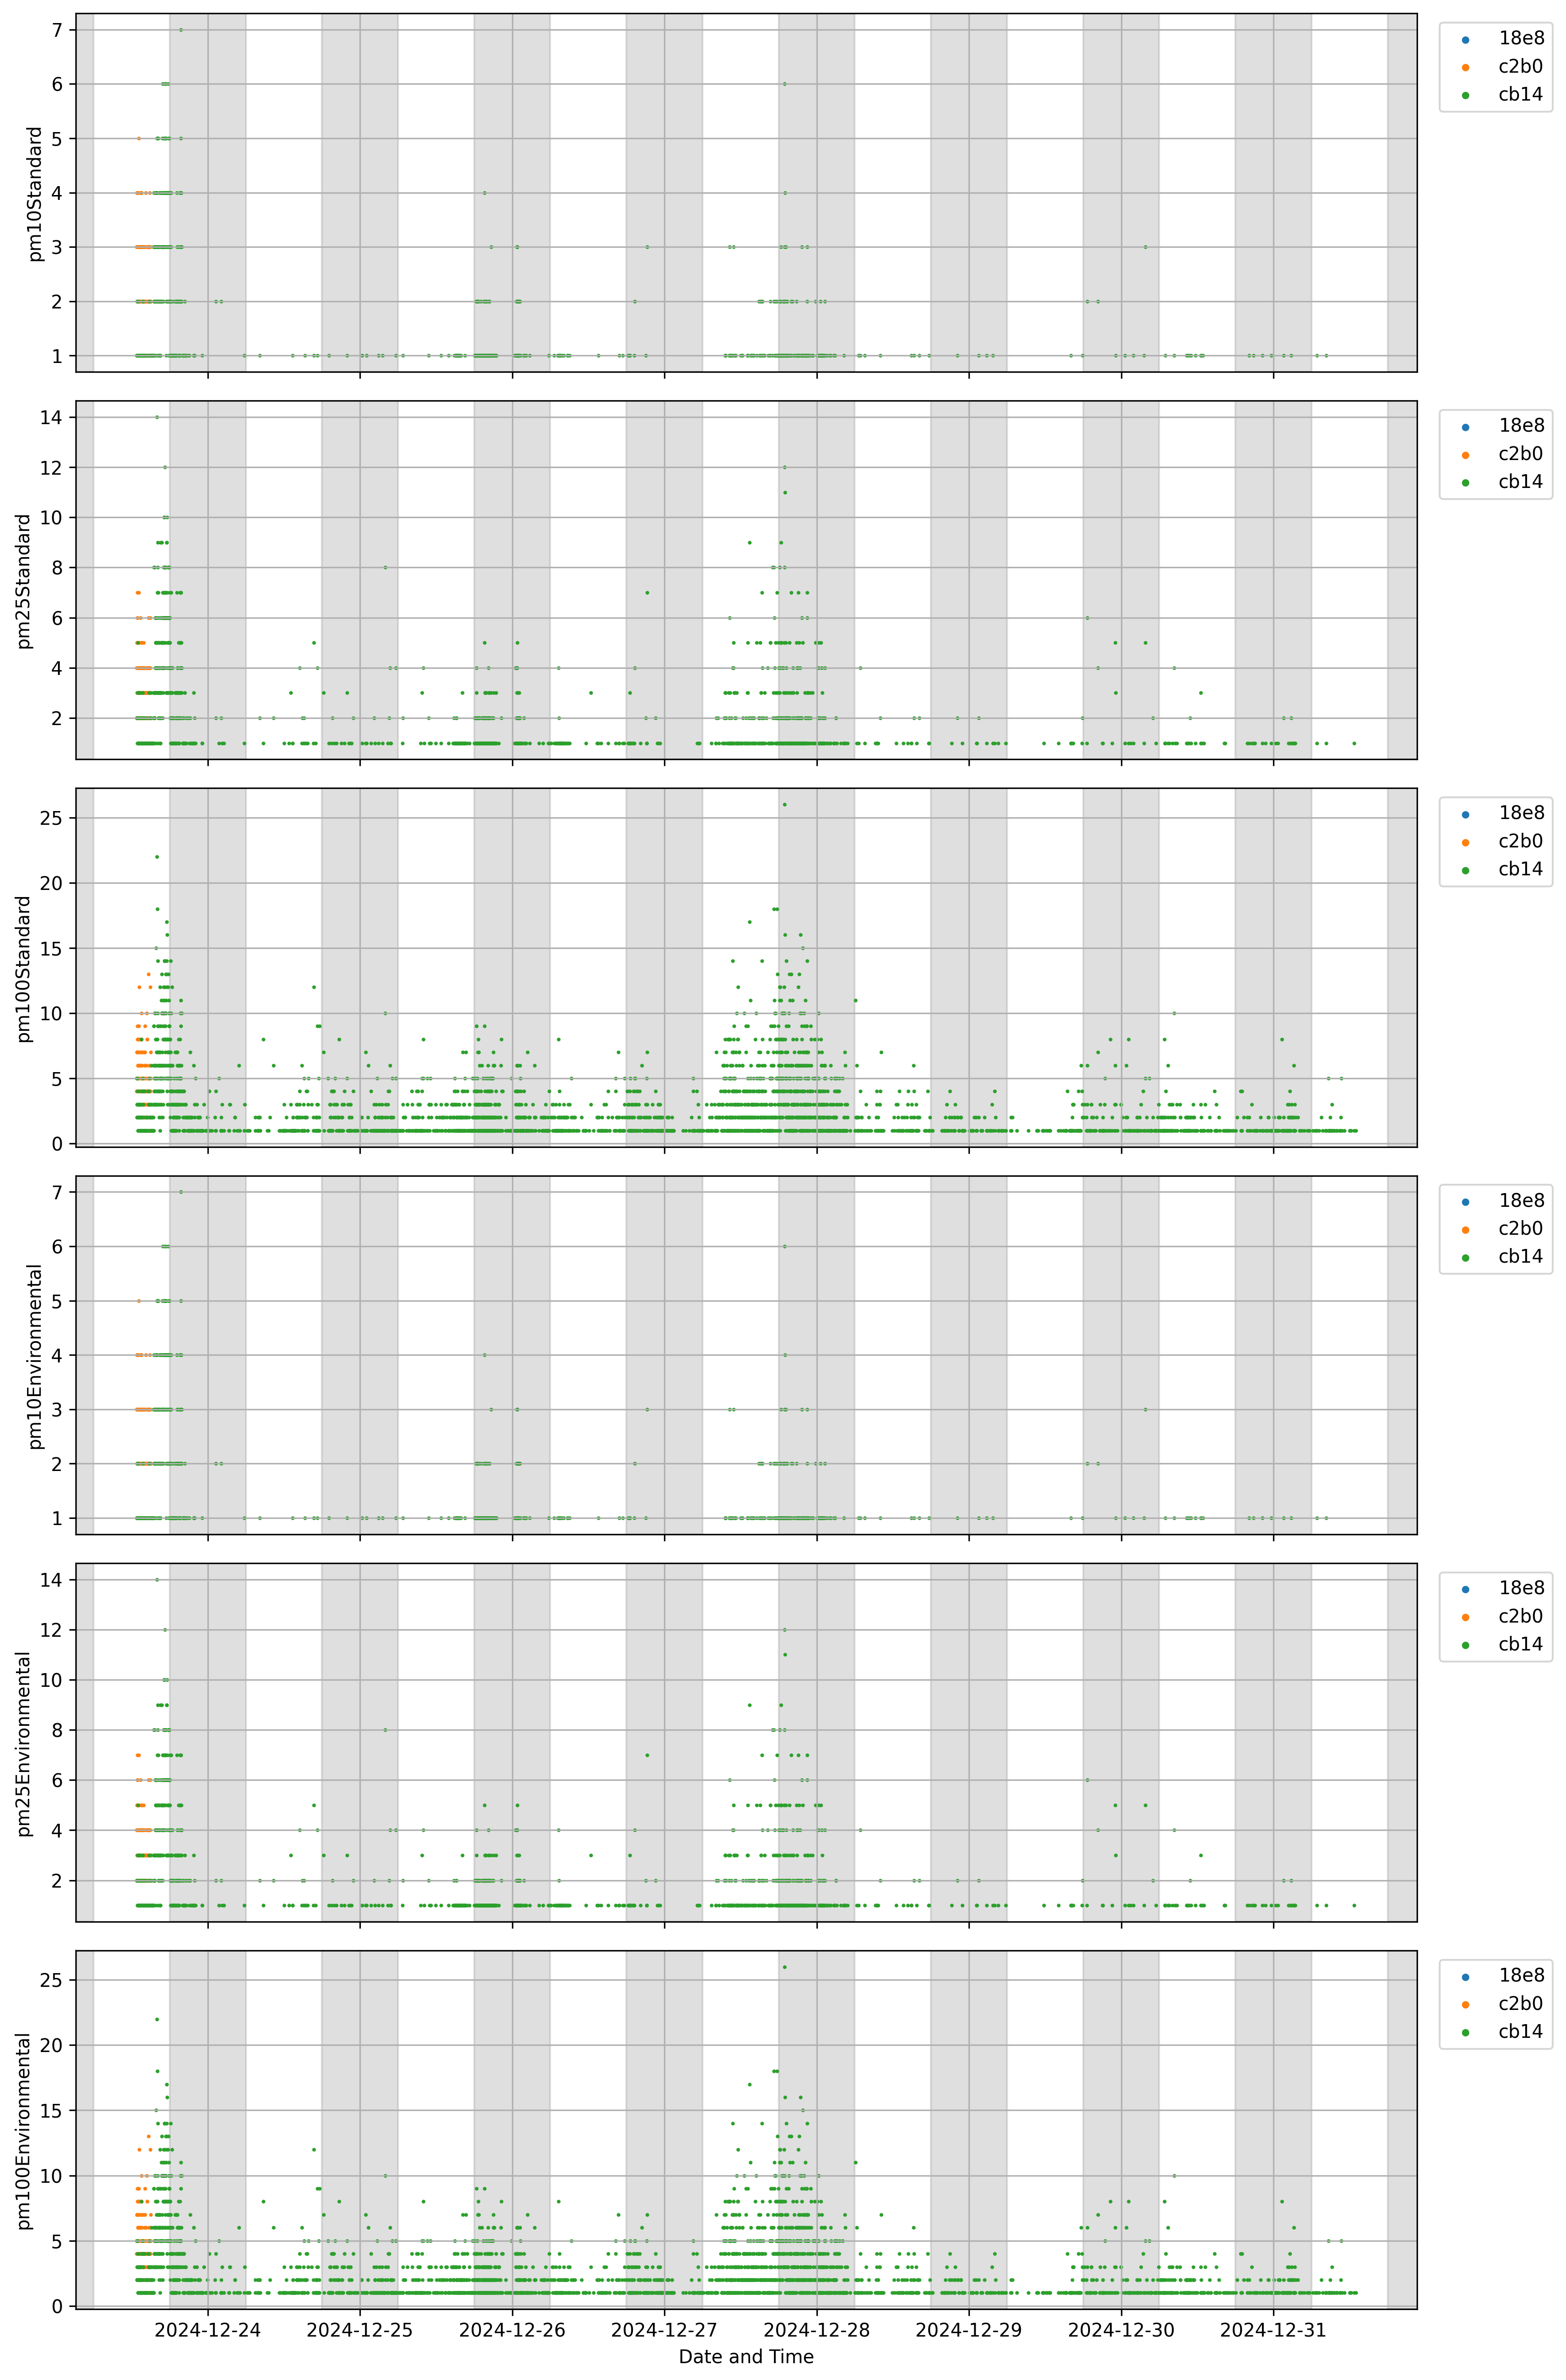 pm10Standard
7
6
5
4
3
2
1
18e8
c2b0
cb14
pm25Standard
14
12
10
8
6
4
2
18e8
c2b0
cb14
pm100Standard
25
20
15
10
5
0
18e8
c2b0
cb14
pm10Environmental
7
6
5
4
3
2
1
18e8
c2b0
cb14
pm25Environmental
14
12
10
8
6
4
2
18e8
c2b0
cb14
pm100Environmental
25
20
15
10
5
0
18e8
c2b0
cb14
2024-12-24 2024-12-25 2024-12-26 2024-12-27 2024-12-28 2024-12-29 2024-12-30 2024-12-31
Date and Time